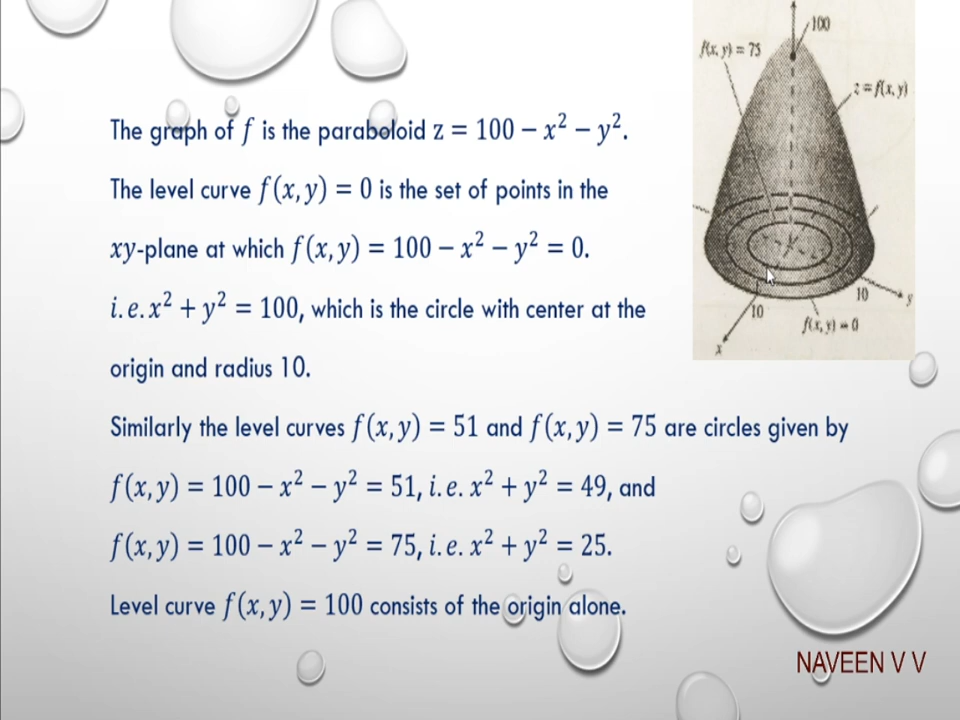 The graph of f is the paraboloid z = 100 − x² − y².
The level curve f(x, y) = 0 is the set of points in the
xy-plane at which f(x, y) = 100 − x² − y² = 0.
i.e. x² + y² = 100, which is the circle with center at the
origin and radius 10.
Similarly the level curves f(x, y) = 51 and f(x, y) = 75 are circles given by
f(x, y) = 100 − x² − y² = 51, i.e. x² + y² = 49, and
f(x, y) = 100 − x² − y² = 75, i.e. x² + y² = 25.
Level curve f(x, y) = 100 consists of the origin alone.
100
f(x, y) = 75
z = f(x, y)
10
y
10
f(x, y) = 0
x
NAVEEN V V